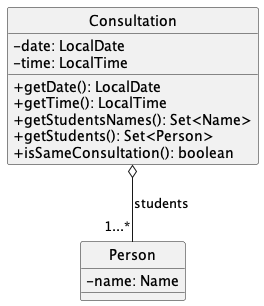 Consultation
-date: LocalDate
-time: LocalTime
+getDate(): LocalDate
+getTime(): LocalTime
+getStudentsNames(): Set<Name>
+getStudents(): Set<Person>
+isSameConsultation(): boolean
students
1...*
Person
-name: Name